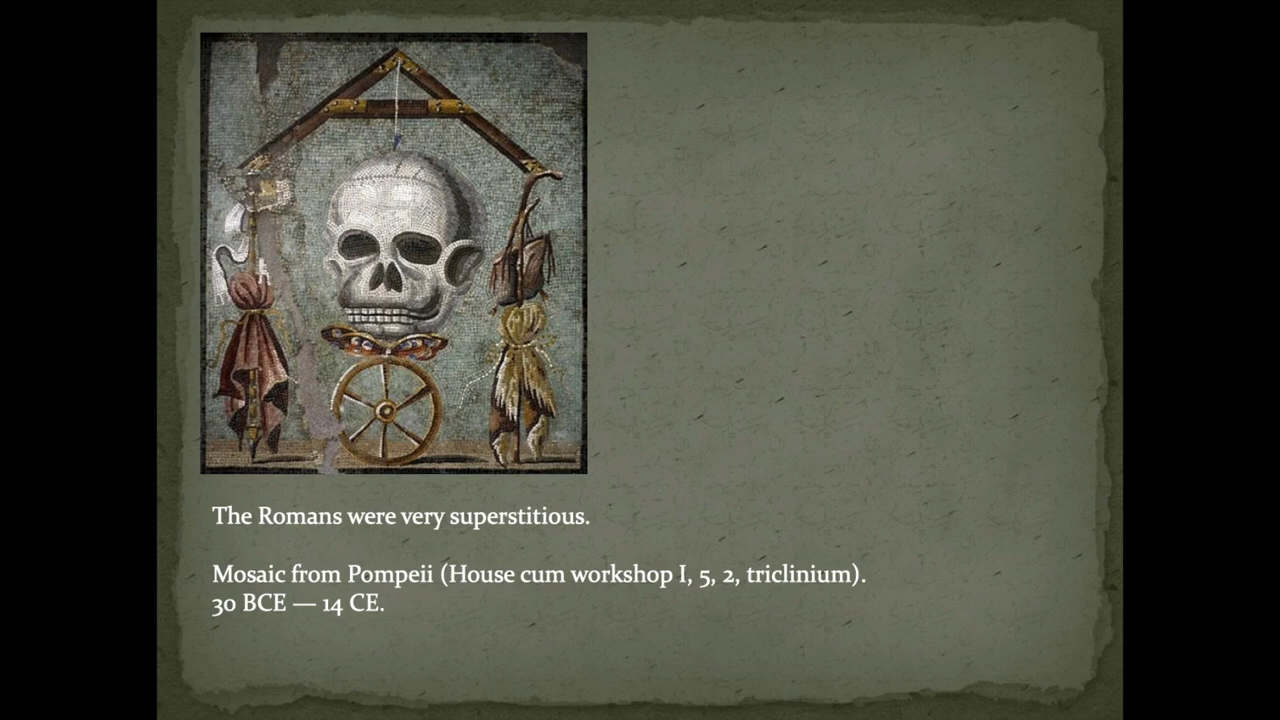 The Romans were very superstitious.
Mosaic from Pompeii (House cum workshop I, 5, 2, triclinium).
30 BCE — 14 CE.